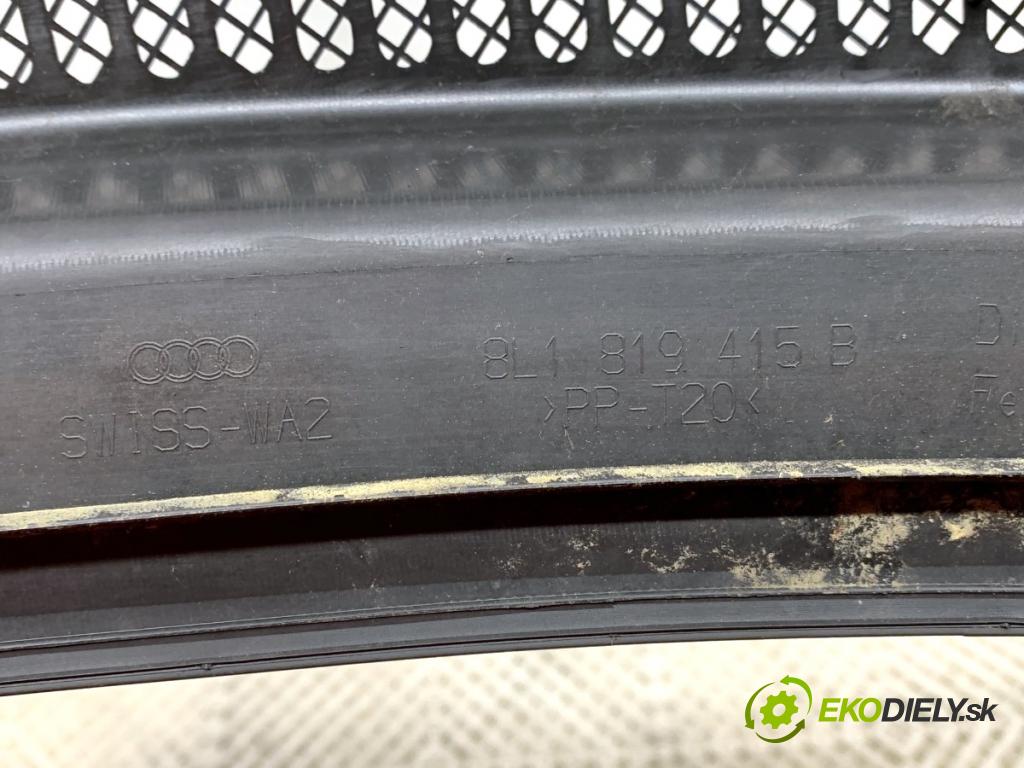 8L1 819 415 B
SWISS-WA2
>PP-T20<
EKODIELY.sk